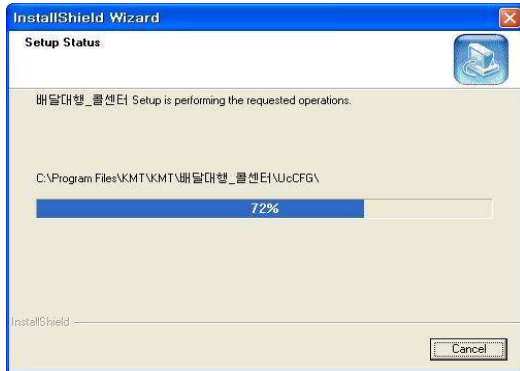 InstallShield Wizard
Setup Status
배달대행_콜센터 Setup is performing the requested operations.
C:\Program Files\KMT\KMT\배달대행_콜센터\UcCFG\
72%
InstallShield
Cancel